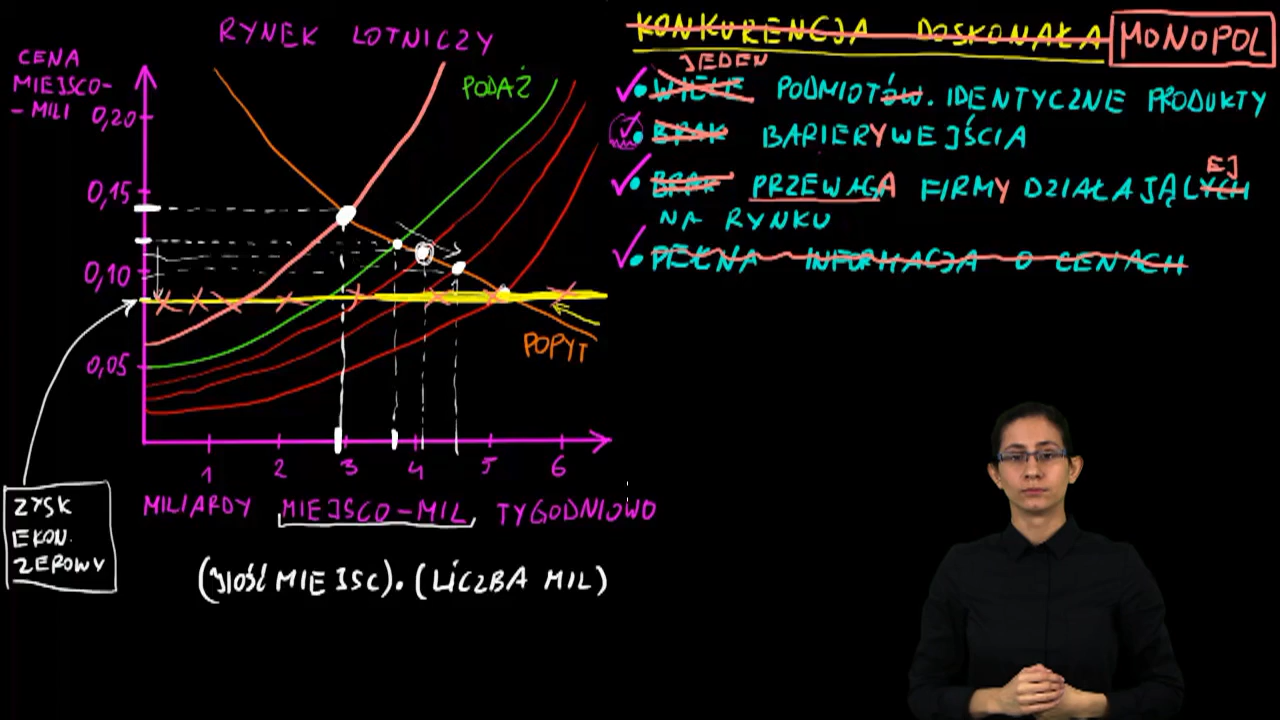 RYNEK LOTNICZY
CENA
MIEJSCO-
-MILI
0,20
0,15
0,10
0,05
PODAŻ
POPYT
1 2 3 4 5 6
MILIARDY MIEJSCO-MIL TYGODNIOWO
(ILOŚĆ MIEJSC).(LICZBA MIL)
ZYSK
EKON.
ZEROWY
KONKURENCJA DOSKONAŁA MONOPOL
JEDEN
WIELE PODMIOTÓW. IDENTYCZNE PRODUKTY
BRAK BARIERY WEJŚCIA
EJ
BRAK PRZEWAGA FIRMY DZIAŁAJĄCYCH
NA RYNKU
PEŁNA INFORMACJA O CENACH